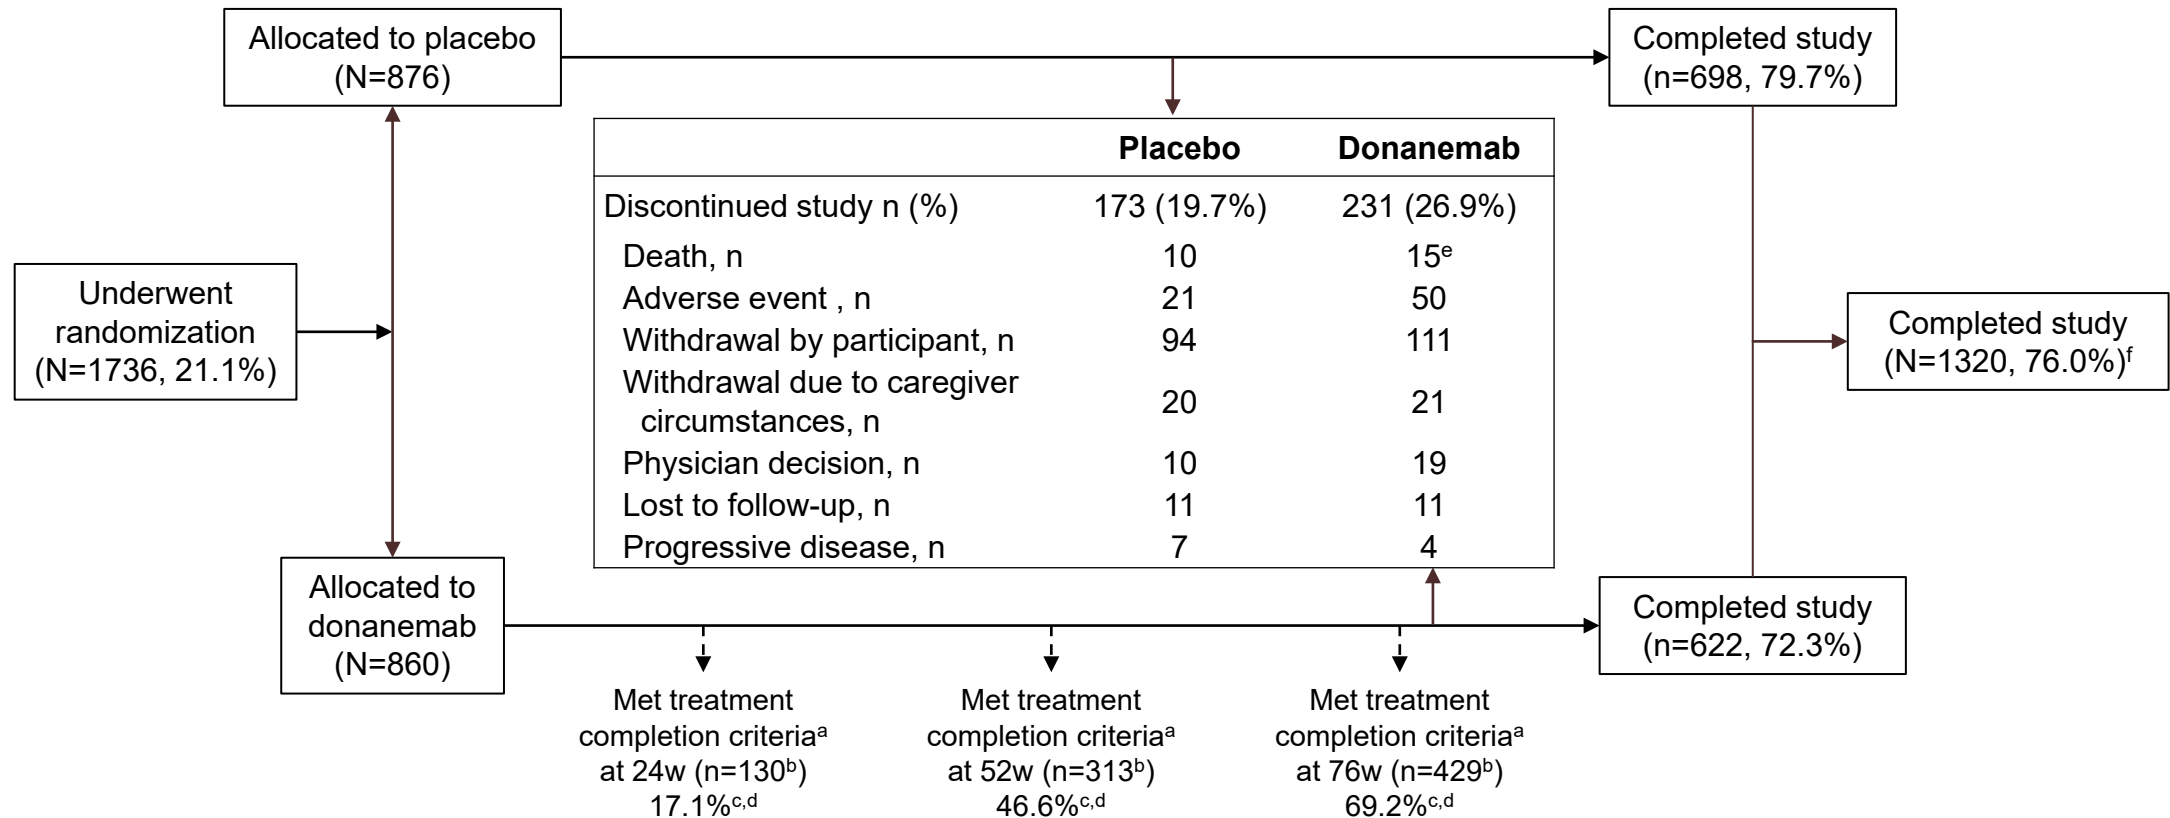 Allocated to placebo
(N=876)
Completed study
(n=698, 79.7%)
Placebo Donanemab
Discontinued study n (%) 173 (19.7%) 231 (26.9%)
Death, n 10 15ᵉ
Adverse event , n 21 50
Withdrawal by participant, n 94 111
Withdrawal due to caregiver
circumstances, n 20 21
Physician decision, n 10 19
Lost to follow-up, n 11 11
Progressive disease, n 7 4
Underwent
randomization
(N=1736, 21.1%)
Completed study
(N=1320, 76.0%)ᶠ
Allocated to
donanemab
(N=860)
Completed study
(n=622, 72.3%)
Met treatment
completion criteriaᵃ
at 24w (n=130ᵇ)
17.1%ᶜ,ᵈ
Met treatment
completion criteriaᵃ
at 52w (n=313ᵇ)
46.6%ᶜ,ᵈ
Met treatment
completion criteriaᵃ
at 76w (n=429ᵇ)
69.2%ᶜ,ᵈ